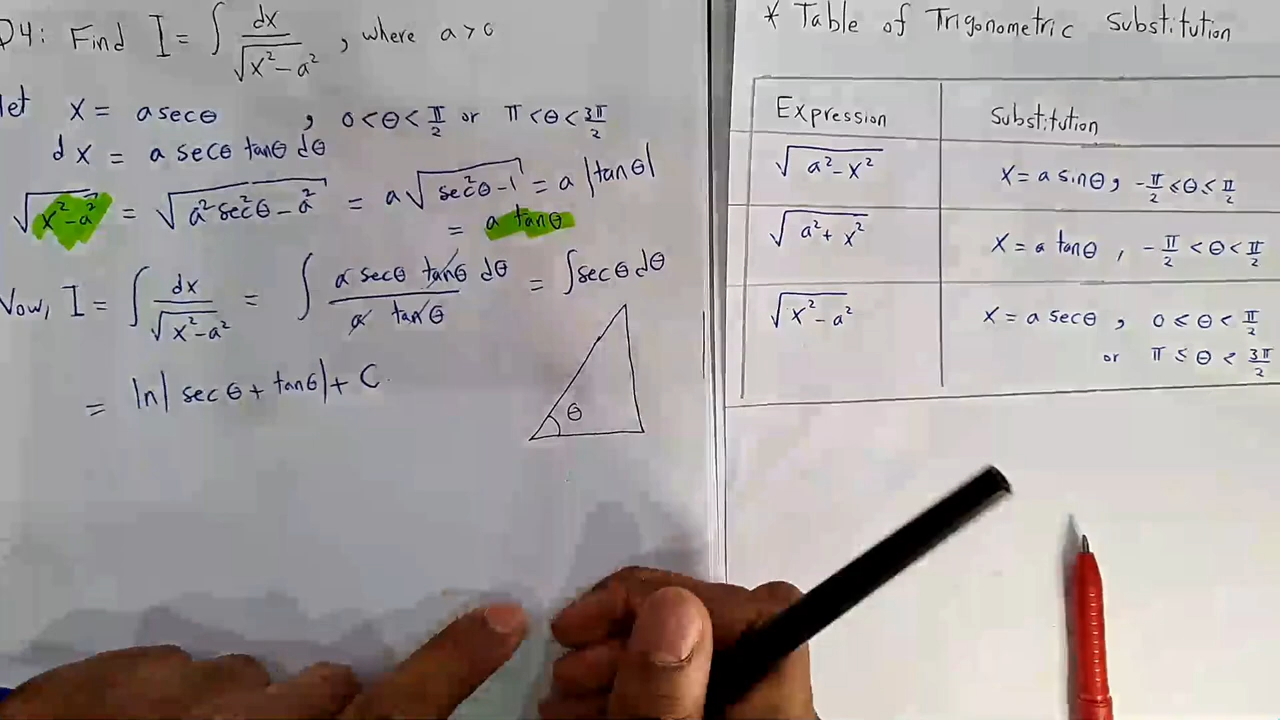 Q4: Find I = ∫ dx / √(x² − a²) , where a > 0
let x = a secθ , 0 < θ < π/2 or π < θ < 3π/2
dx = a secθ tanθ dθ
√(x² − a²) = √(a² sec²θ − a²) = a √(sec²θ − 1) = a |tanθ|
= a tanθ
Now, I = ∫ dx / √(x² − a²) = ∫ a secθ tanθ dθ / a tanθ = ∫ secθ dθ
= ln| secθ + tanθ| + C
θ
* Table of Trigonometric Substitution
Expression Substitution
√(a² − x²) x = a sinθ, −π/2 < θ < π/2
√(a² + x²) x = a tanθ , −π/2 < θ < π/2
√(x² − a²) x = a secθ , 0 ≤ θ < π/2
or π ≤ θ < 3π/2